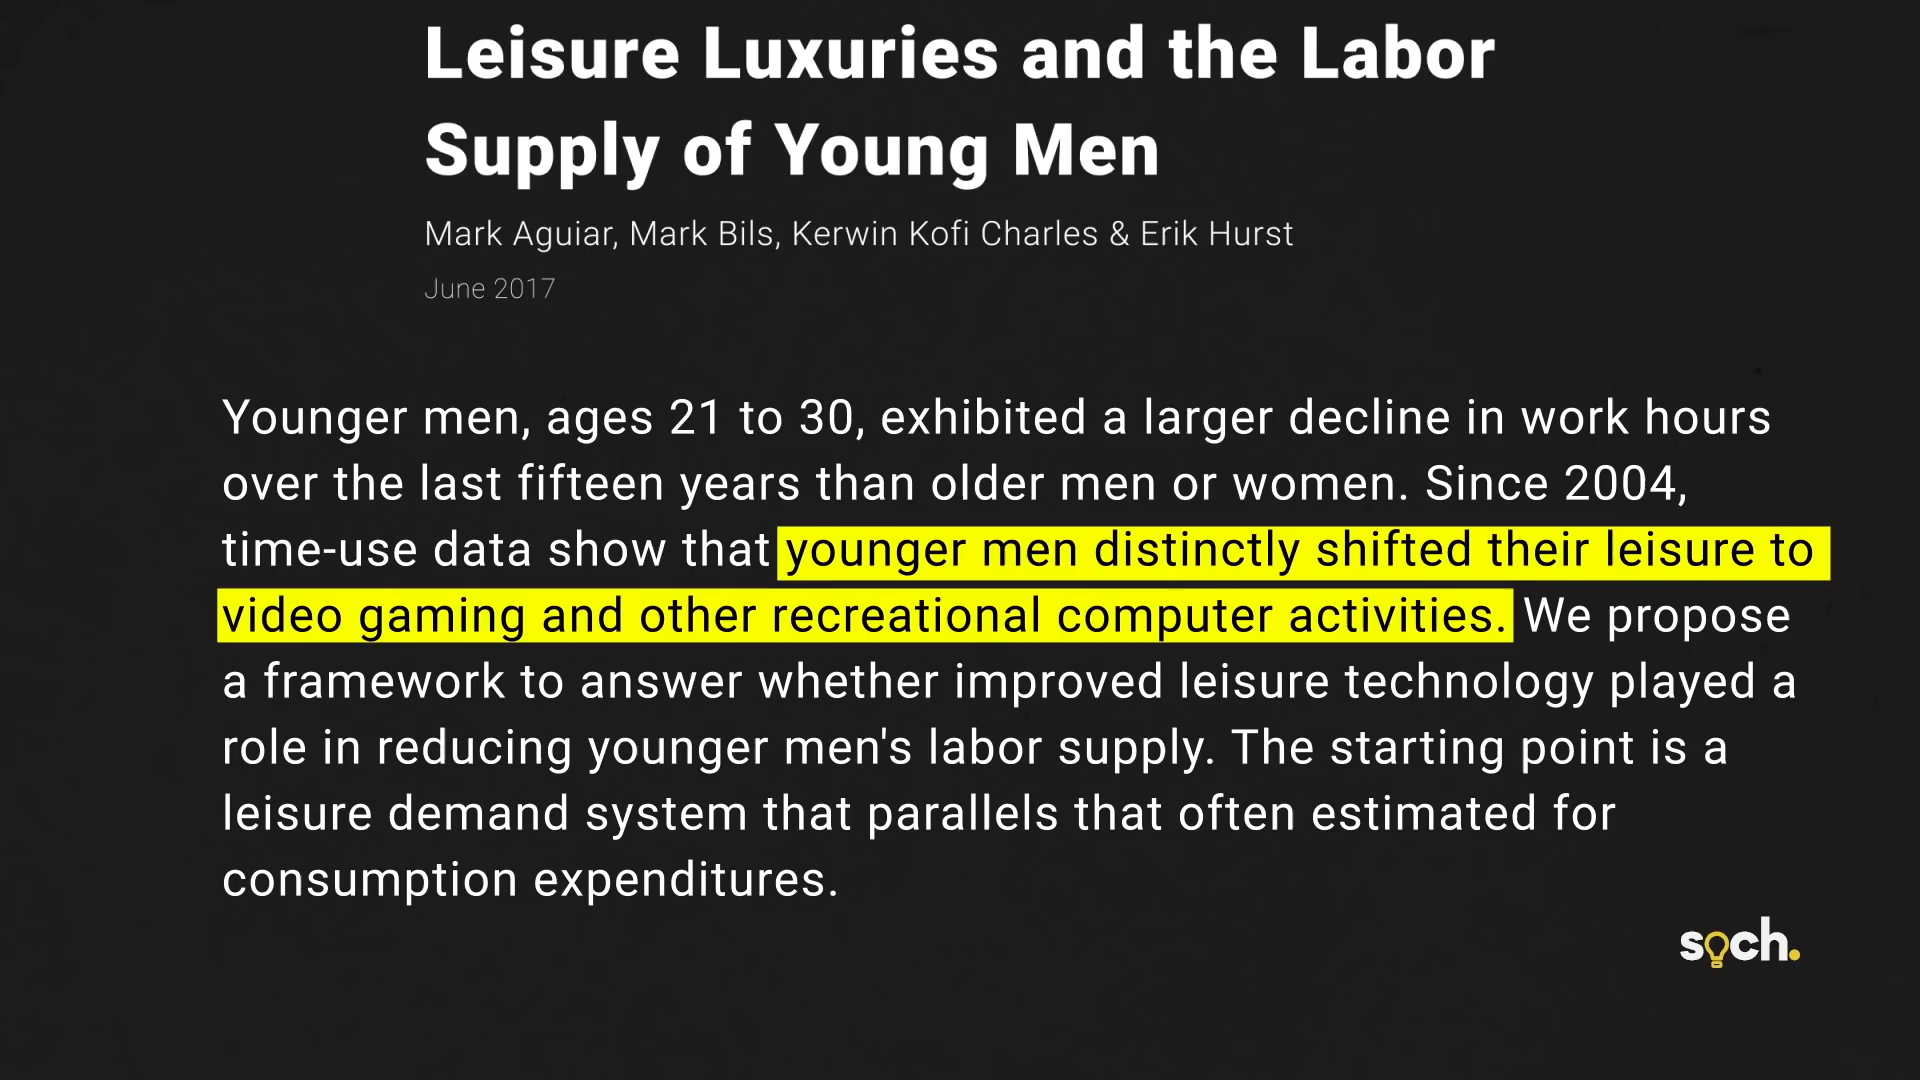 Leisure Luxuries and the Labor
Supply of Young Men
Mark Aguiar, Mark Bils, Kerwin Kofi Charles & Erik Hurst
June 2017
Younger men, ages 21 to 30, exhibited a larger decline in work hours
over the last fifteen years than older men or women. Since 2004,
time-use data show that younger men distinctly shifted their leisure to
video gaming and other recreational computer activities. We propose
a framework to answer whether improved leisure technology played a
role in reducing younger men's labor supply. The starting point is a
leisure demand system that parallels that often estimated for
consumption expenditures.
soch.